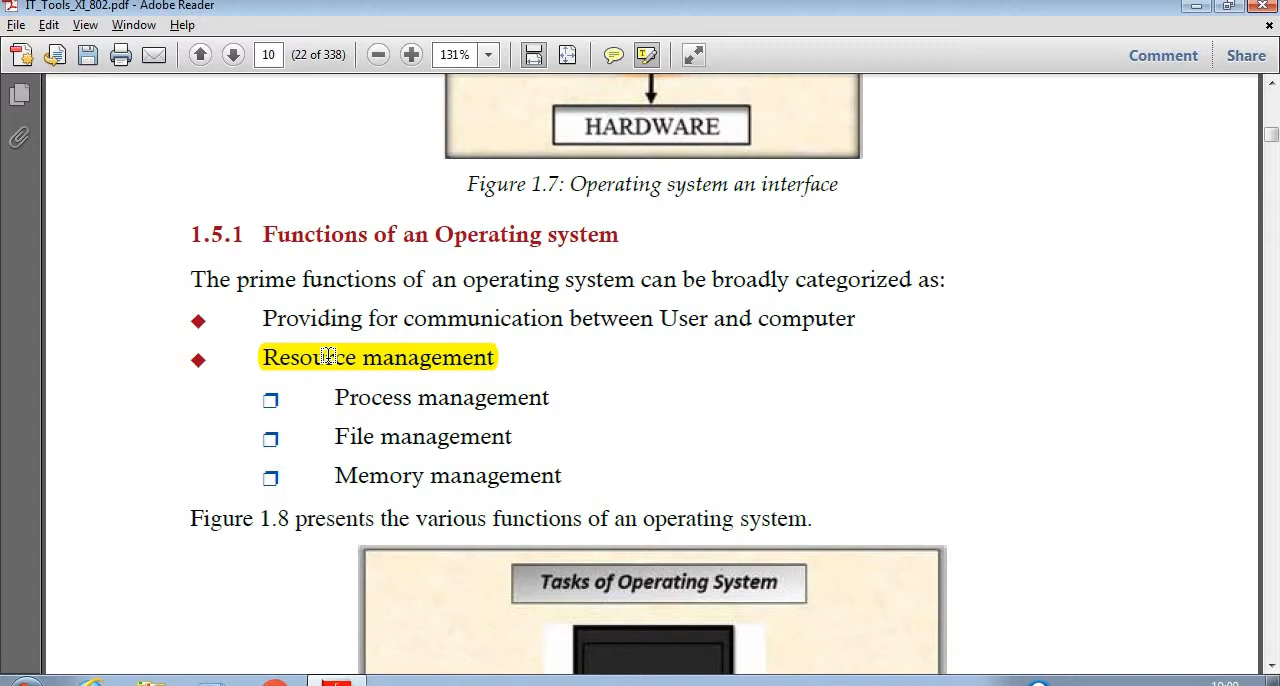 IT_Tools_XI_802.pdf - Adobe Reader
File Edit View Window Help
10 (22 of 338) 131% Comment Share
HARDWARE
Figure 1.7: Operating system an interface
1.5.1 Functions of an Operating system
The prime functions of an operating system can be broadly categorized as:
Providing for communication between User and computer
Resource management
Process management
File management
Memory management
Figure 1.8 presents the various functions of an operating system.
Tasks of Operating System